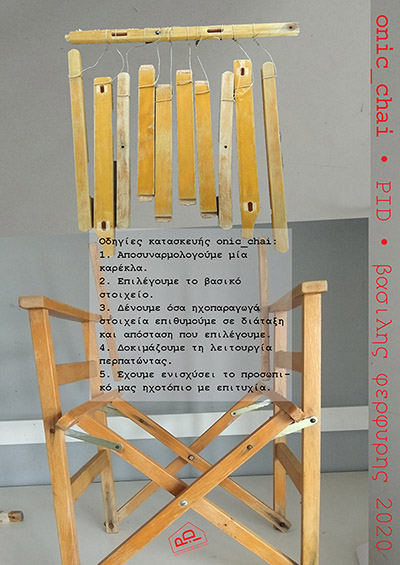 onic_chai • PID • βασιλης φερφυρης 2020
Οδηγίες κατασκευής onic_chai:
1. Αποσυναρμολογούμε μία
καρέκλα.
2. Επιλέγουμε το βασικό
στοιχείο.
3. Δένουμε όσα ηχοπαραγωγά
στοιχεία επιθυμούμε σε διάταξη
και απόσταση που επιλέγουμε.
4. Δοκιμάζουμε τη λειτουργία
περπατώντας.
5. Έχουμε ενισχύσει το προσωπι-
κό μας ηχοτόπιο με επιτυχία.
PiD